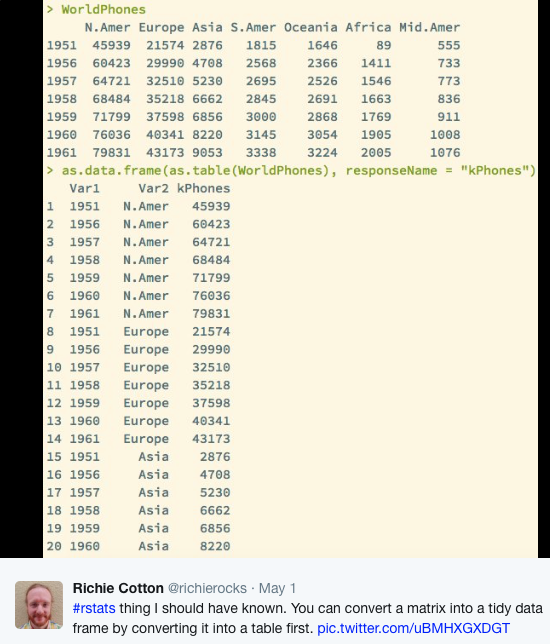 > WorldPhones
N.Amer Europe Asia S.Amer Oceania Africa Mid.Amer
1951 45939 21574 2876 1815 1646 89 555
1956 60423 29990 4708 2568 2366 1411 733
1957 64721 32510 5230 2695 2526 1546 773
1958 68484 35218 6662 2845 2691 1663 836
1959 71799 37598 6856 3000 2868 1769 911
1960 76036 40341 8220 3145 3054 1905 1008
1961 79831 43173 9053 3338 3224 2005 1076
> as.data.frame(as.table(WorldPhones), responseName = "kPhones")
Var1 Var2 kPhones
1 1951 N.Amer 45939
2 1956 N.Amer 60423
3 1957 N.Amer 64721
4 1958 N.Amer 68484
5 1959 N.Amer 71799
6 1960 N.Amer 76036
7 1961 N.Amer 79831
8 1951 Europe 21574
9 1956 Europe 29990
10 1957 Europe 32510
11 1958 Europe 35218
12 1959 Europe 37598
13 1960 Europe 40341
14 1961 Europe 43173
15 1951 Asia 2876
16 1956 Asia 4708
17 1957 Asia 5230
18 1958 Asia 6662
19 1959 Asia 6856
20 1960 Asia 8220
Richie Cotton @richierocks · May 1
#rstats thing I should have known. You can convert a matrix into a tidy data
frame by converting it into a table first. pic.twitter.com/uBMHXGXDGT